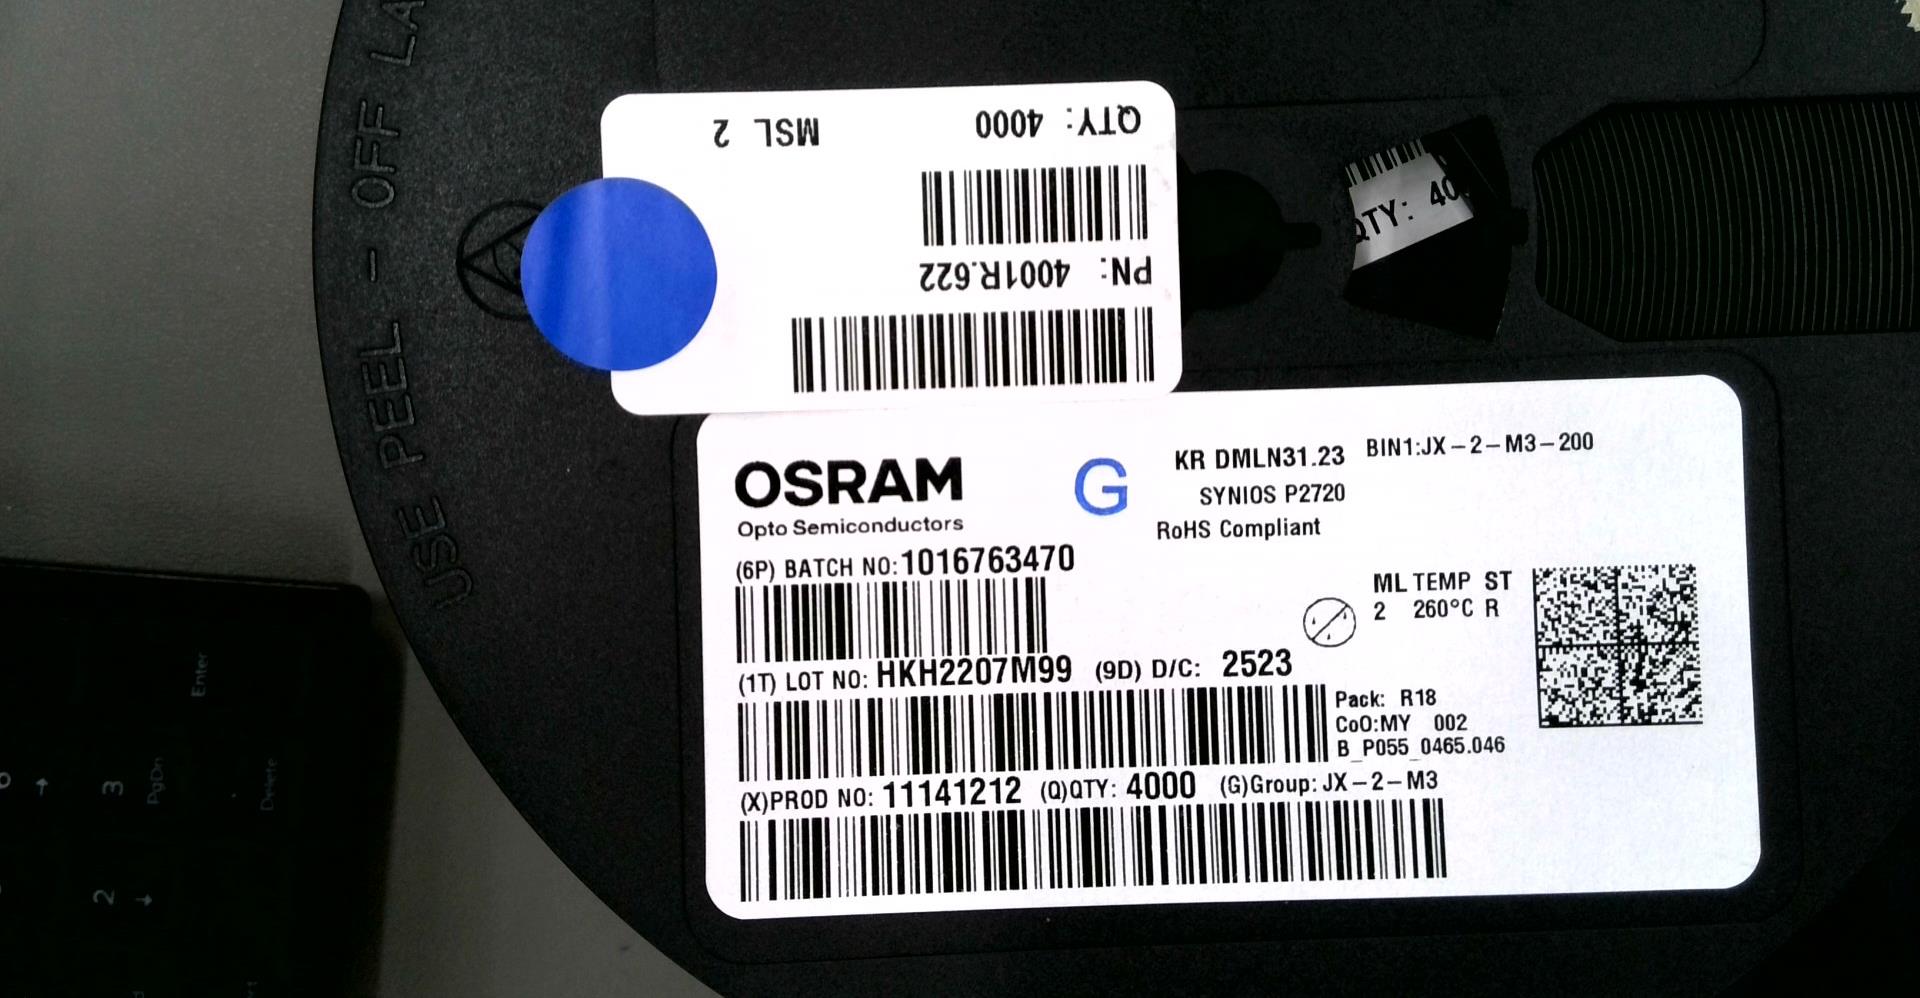 USE PEEL - OFF LA
QTY: 4000 MSL 2
PN: 4001R.622
QTY: 40
OSRAM
Opto Semiconductors
G
KR DMLN31.23 BIN1:JX-2-M3-200
SYNIOS P2720
RoHS Compliant
(6P) BATCH NO:1016763470
ML TEMP ST
2 260°C R
(1T) LOT NO: HKH2207M99 (9D) D/C: 2523
Pack: R18
CoO:MY 002
B_P055_0465.046
(X)PROD NO: 11141212 (Q)QTY: 4000 (G)Group: JX-2-M3
Enter
3
PgDn
Delete
2